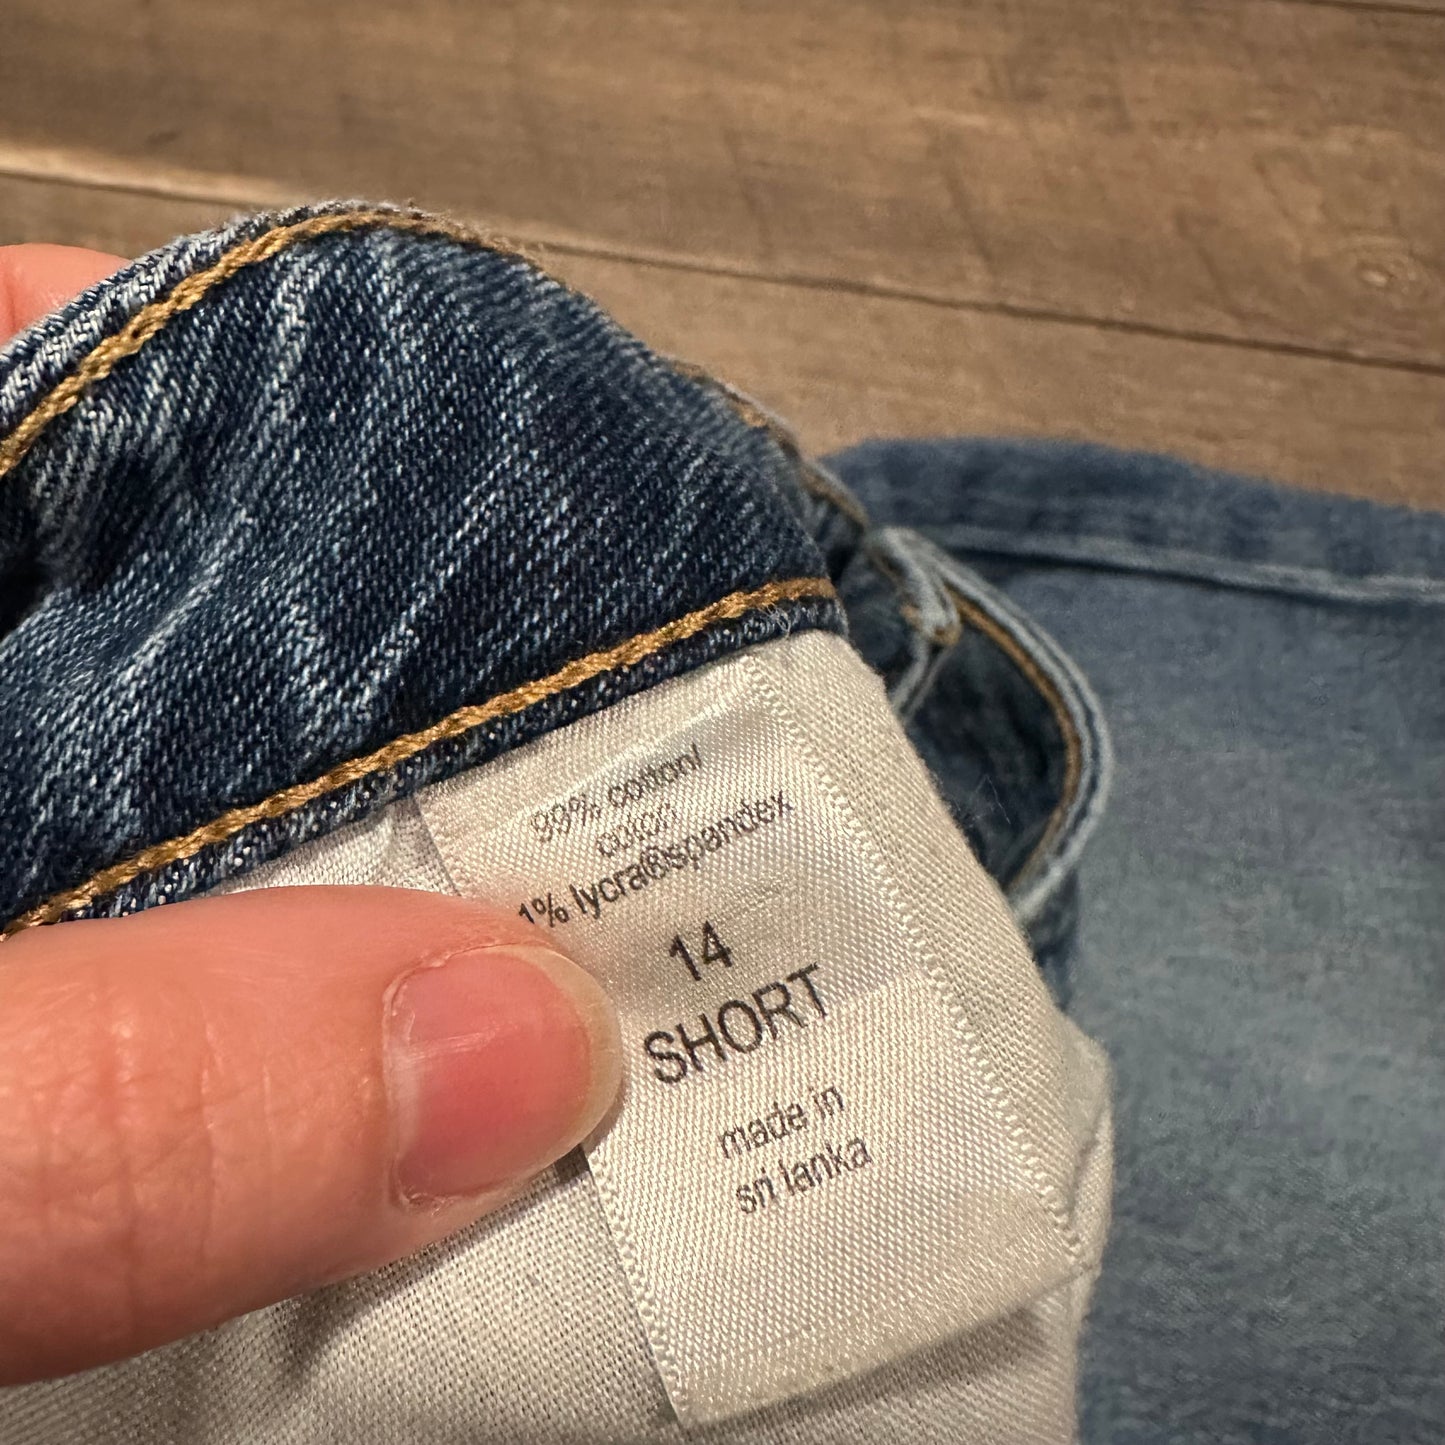 99% cotton/
coton
1% lycra®spandex
14
SHORT
made in
sri lanka